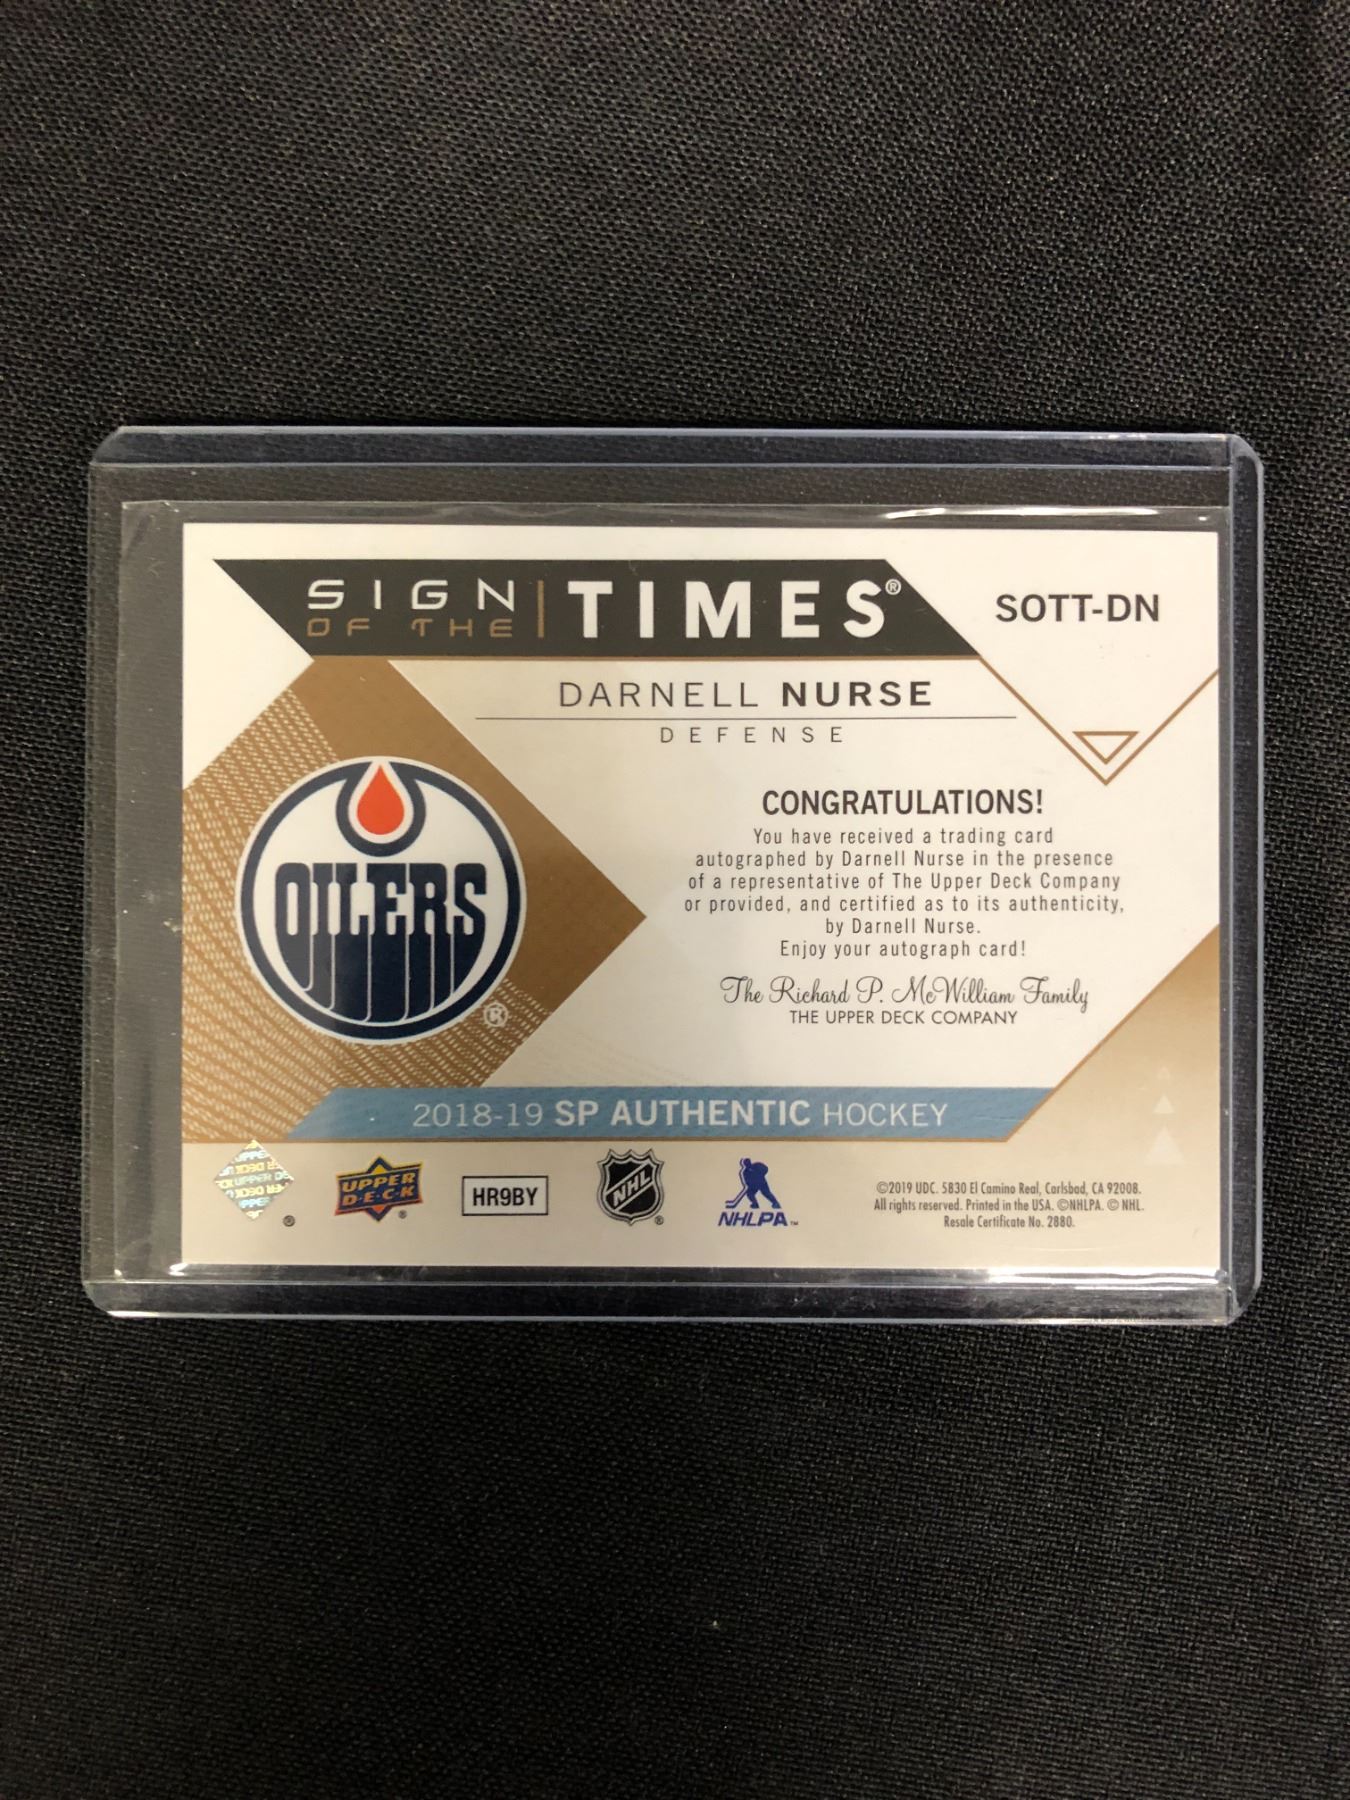 SIGN OF THE TIMES®
SOTT-DN
DARNELL NURSE
DEFENSE
OILERS
®
CONGRATULATIONS!
You have received a trading card
autographed by Darnell Nurse in the presence
of a representative of The Upper Deck Company
or provided, and certified as to its authenticity,
by Darnell Nurse.
Enjoy your autograph card!
The Richard P. McWilliam Family
THE UPPER DECK COMPANY
2018-19 SP AUTHENTIC HOCKEY
®
UPPER
D·E·C·K
®
HR9BY
NHL
®
NHLPA™
©2019 UDC. 5830 El Camino Real, Carlsbad, CA 92008.
All rights reserved. Printed in the USA. ©NHLPA. © NHL.
Resale Certificate No. 2880.